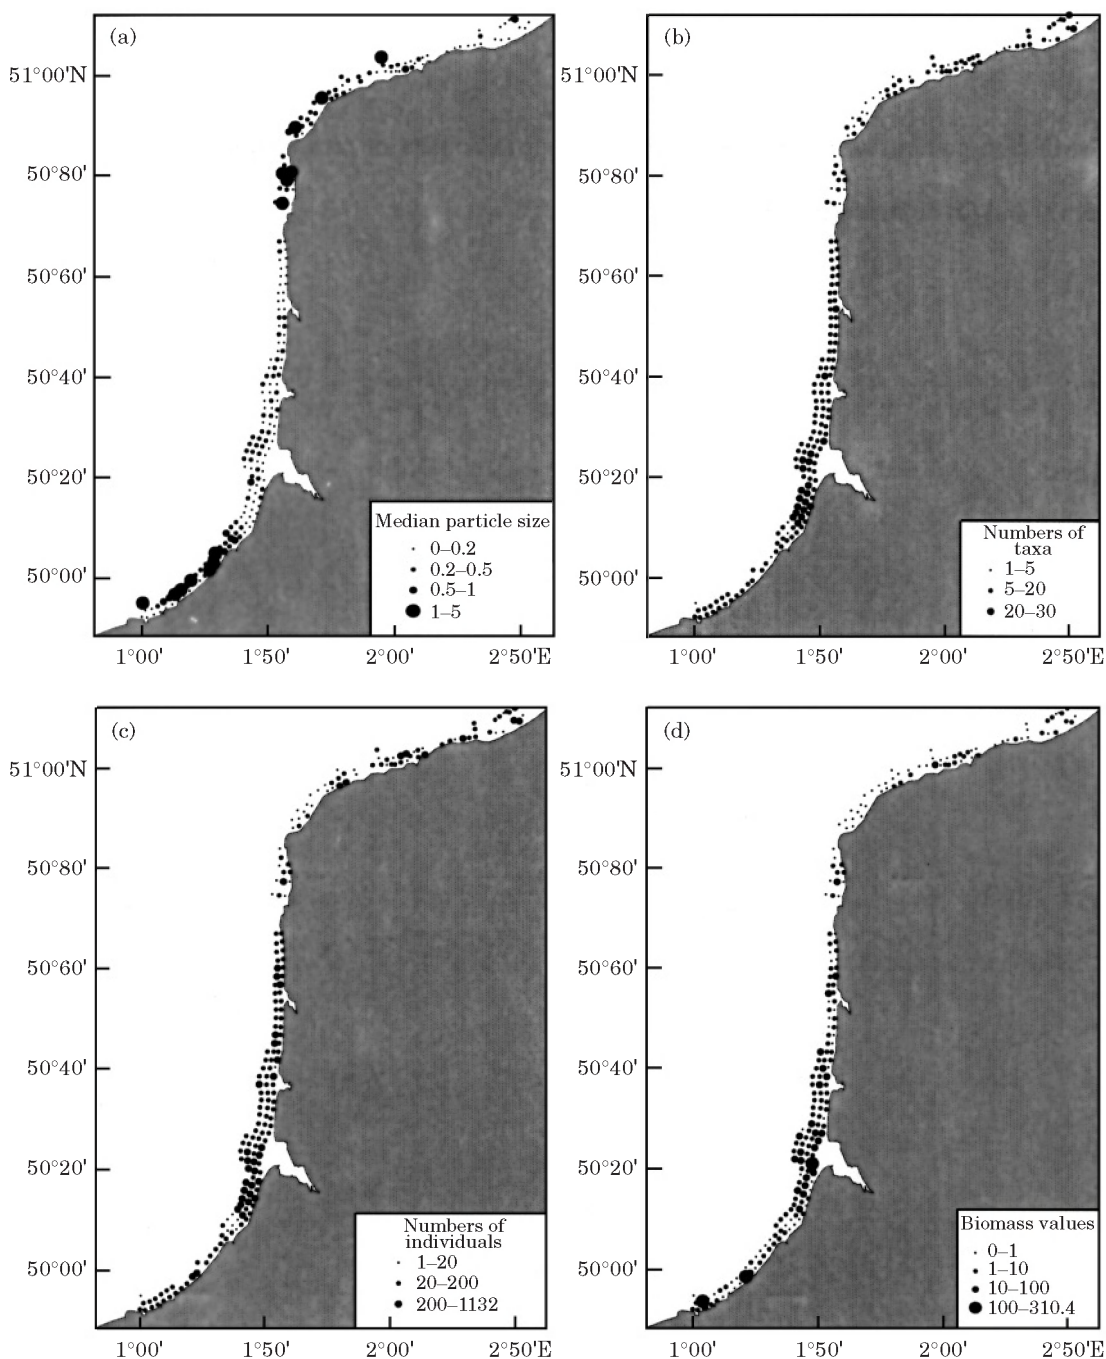 (a)
51°00'N
50°80'
50°60'
50°40'
50°20'
50°00'
1°00'
1°50'
2°00'
2°50'E
Median particle size
0–0.2
0.2–0.5
0.5–1
1–5
(b)
51°00'N
50°80'
50°60'
50°40'
50°20'
50°00'
1°00'
1°50'
2°00'
2°50'E
Numbers of
taxa
1–5
5–20
20–30
(c)
51°00'N
50°80'
50°60'
50°40'
50°20'
50°00'
1°00'
1°50'
2°00'
2°50'E
Numbers of
individuals
1–20
20–200
200–1132
(d)
51°00'N
50°80'
50°60'
50°40'
50°20'
50°00'
1°00'
1°50'
2°00'
2°50'E
Biomass values
0–1
1–10
10–100
100–310.4